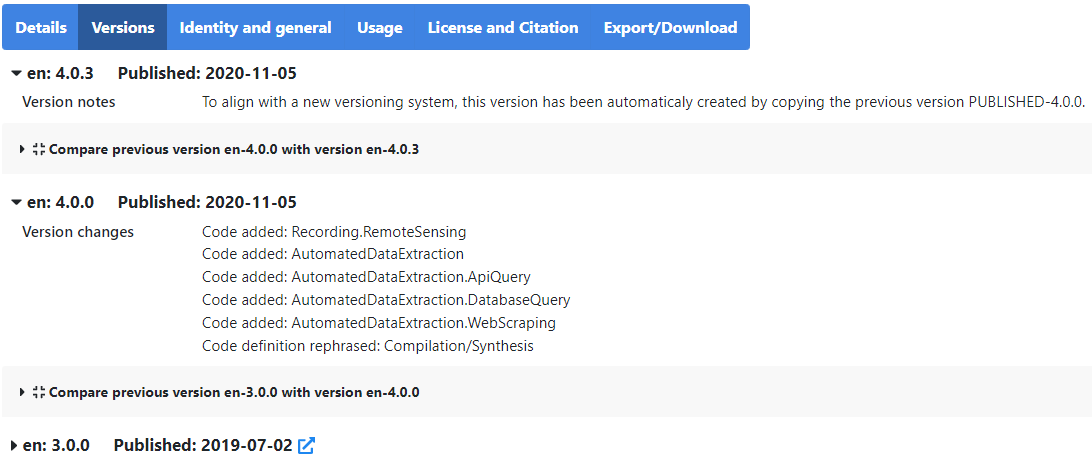 Details Versions Identity and general Usage License and Citation Export/Download
en: 4.0.3 Published: 2020-11-05
Version notes To align with a new versioning system, this version has been automaticaly created by copying the previous version PUBLISHED-4.0.0.
Compare previous version en-4.0.0 with version en-4.0.3
en: 4.0.0 Published: 2020-11-05
Version changes Code added: Recording.RemoteSensing
Code added: AutomatedDataExtraction
Code added: AutomatedDataExtraction.ApiQuery
Code added: AutomatedDataExtraction.DatabaseQuery
Code added: AutomatedDataExtraction.WebScraping
Code definition rephrased: Compilation/Synthesis
Compare previous version en-3.0.0 with version en-4.0.0
en: 3.0.0 Published: 2019-07-02